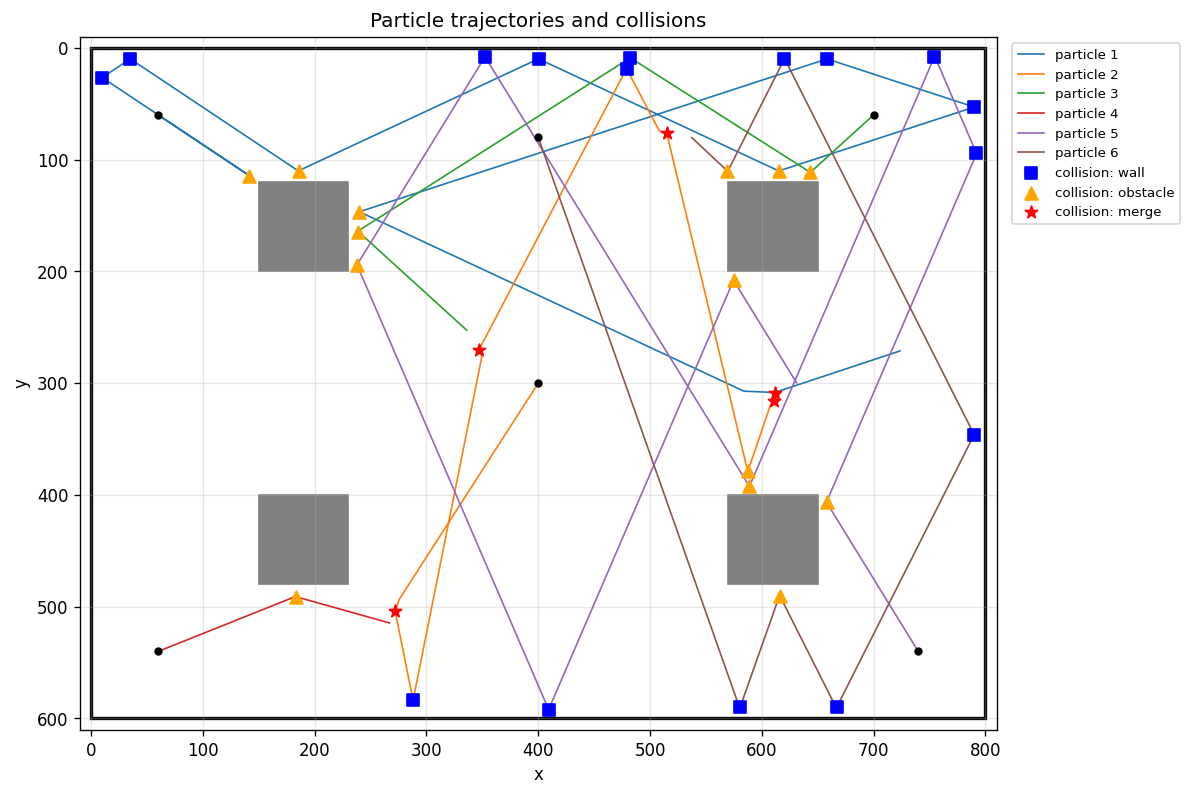 Particle trajectories and collisions
0
100
200
300
400
500
600
y
0
100
200
300
400
500
600
700
800
x
particle 1
particle 2
particle 3
particle 4
particle 5
particle 6
collision: wall
collision: obstacle
collision: merge